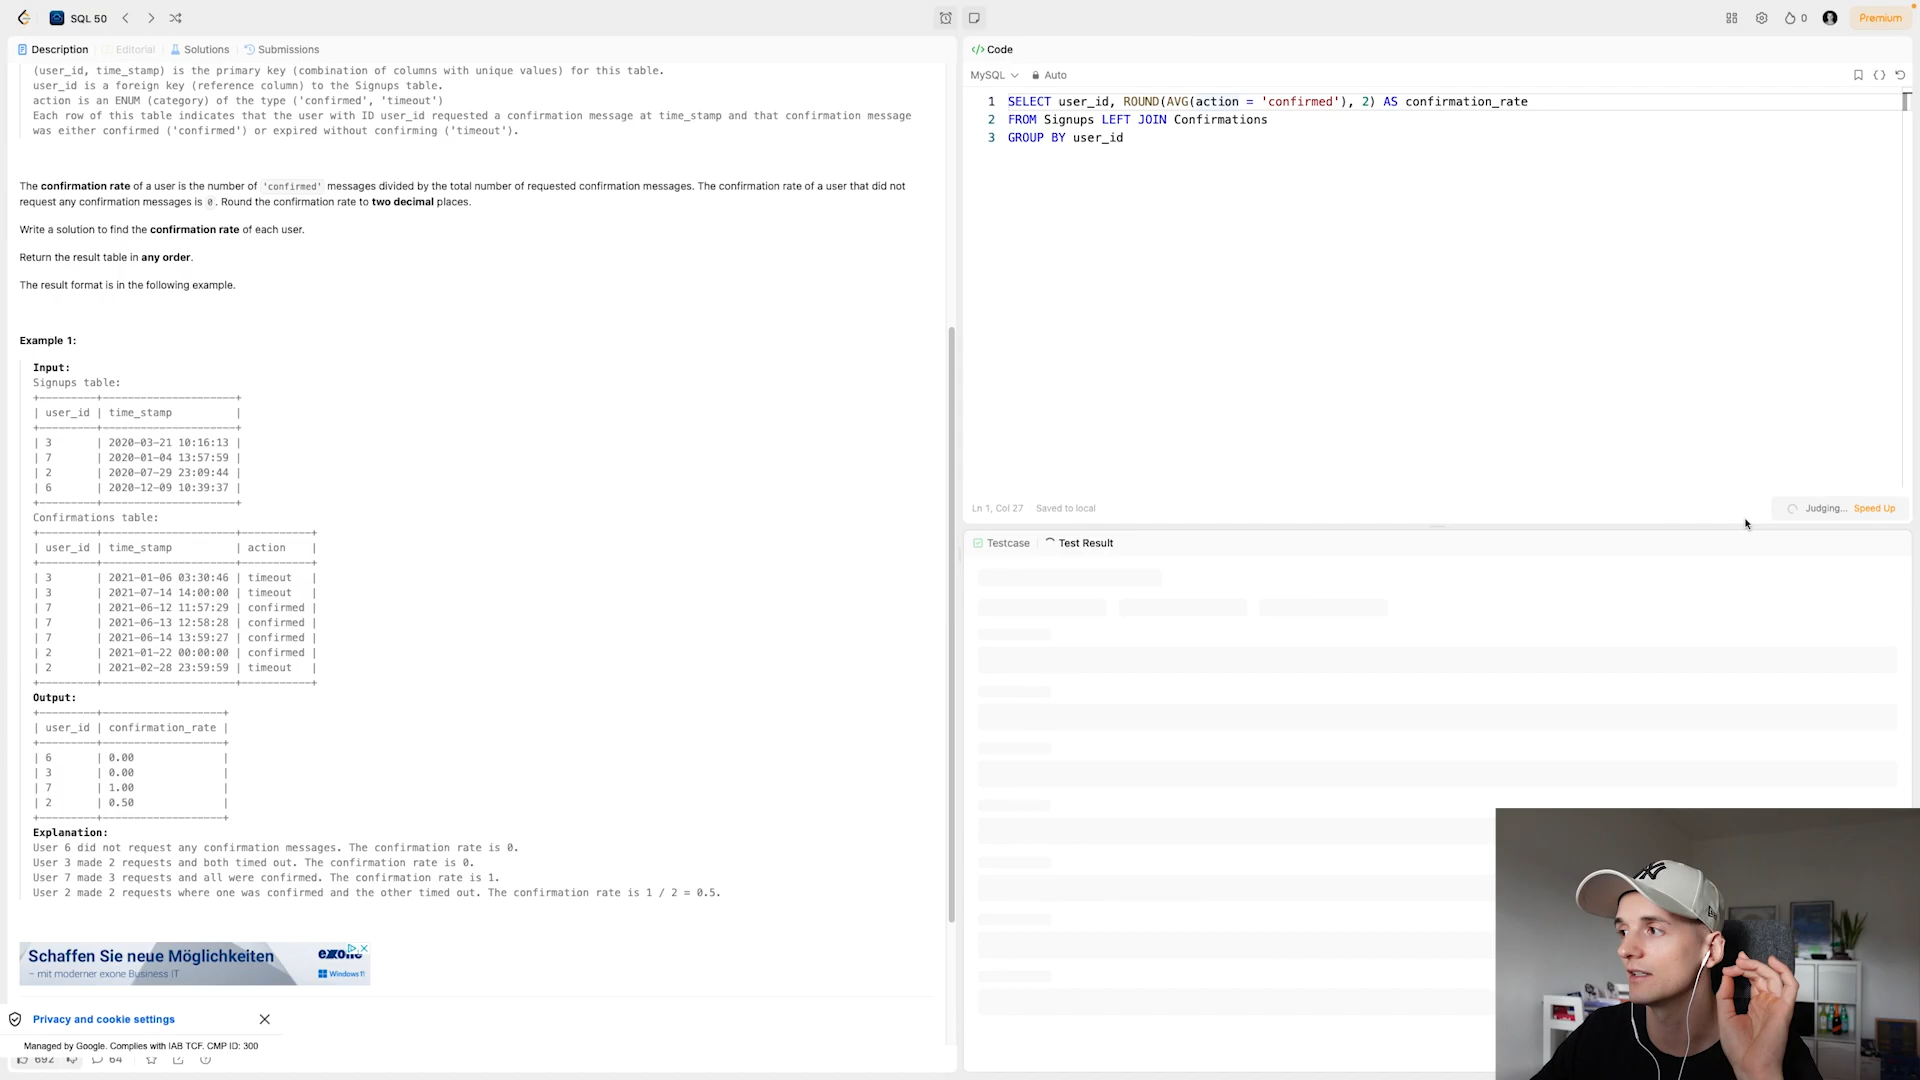 SQL 50
0
Premium
Description
Editorial
Solutions
Submissions
(user_id, time_stamp) is the primary key (combination of columns with unique values) for this table.
user_id is a foreign key (reference column) to the Signups table.
action is an ENUM (category) of the type ('confirmed', 'timeout')
Each row of this table indicates that the user with ID user_id requested a confirmation message at time_stamp and that confirmation message
was either confirmed ('confirmed') or expired without confirming ('timeout').
The confirmation rate of a user is the number of 'confirmed' messages divided by the total number of requested confirmation messages. The confirmation rate of a user that did not
request any confirmation messages is 0. Round the confirmation rate to two decimal places.
Write a solution to find the confirmation rate of each user.
Return the result table in any order.
The result format is in the following example.
Example 1:
Input:
Signups table:
+---------+---------------------+
| user_id | time_stamp          |
+---------+---------------------+
| 3       | 2020-03-21 10:16:13 |
| 7       | 2020-01-04 13:57:59 |
| 2       | 2020-07-29 23:09:44 |
| 6       | 2020-12-09 10:39:37 |
+---------+---------------------+
Confirmations table:
+---------+---------------------+-----------+
| user_id | time_stamp          | action    |
+---------+---------------------+-----------+
| 3       | 2021-01-06 03:30:46 | timeout   |
| 3       | 2021-07-14 14:00:00 | timeout   |
| 7       | 2021-06-12 11:57:29 | confirmed |
| 7       | 2021-06-13 12:58:28 | confirmed |
| 7       | 2021-06-14 13:59:27 | confirmed |
| 2       | 2021-01-22 00:00:00 | confirmed |
| 2       | 2021-02-28 23:59:59 | timeout   |
+---------+---------------------+-----------+
Output:
+---------+-------------------+
| user_id | confirmation_rate |
+---------+-------------------+
| 6       | 0.00              |
| 3       | 0.00              |
| 7       | 1.00              |
| 2       | 0.50              |
+---------+-------------------+
Explanation:
User 6 did not request any confirmation messages. The confirmation rate is 0.
User 3 made 2 requests and both timed out. The confirmation rate is 0.
User 7 made 3 requests and all were confirmed. The confirmation rate is 1.
User 2 made 2 requests where one was confirmed and the other timed out. The confirmation rate is 1 / 2 = 0.5.
Schaffen Sie neue Möglichkeiten
– mit moderner exone Business IT
exone
Windows 11
Privacy and cookie settings
Managed by Google. Complies with IAB TCF. CMP ID: 300
692
64
</> Code
MySQL
Auto
1 SELECT user_id, ROUND(AVG(action = 'confirmed'), 2) AS confirmation_rate
2 FROM Signups LEFT JOIN Confirmations
3 GROUP BY user_id
Ln 1, Col 27
Saved to local
Judging...
Speed Up
Testcase
Test Result